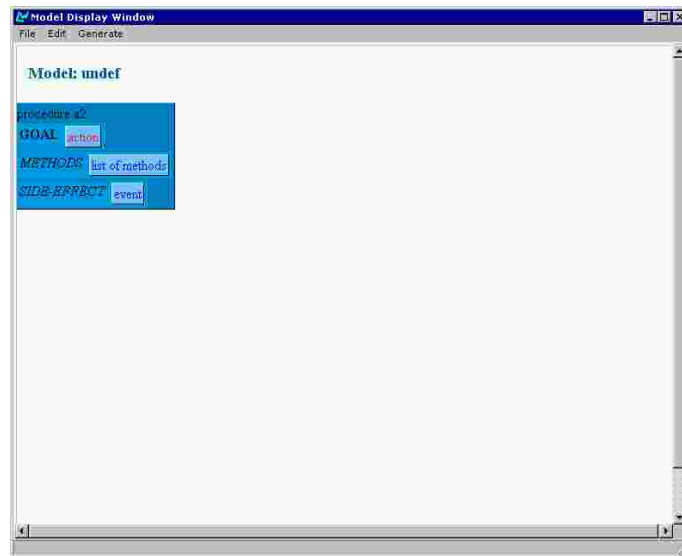 Model Display Window
File Edit Generate
Model: undef
procedure a2
GOAL action
METHODS list of methods
SIDE-EFFECT event